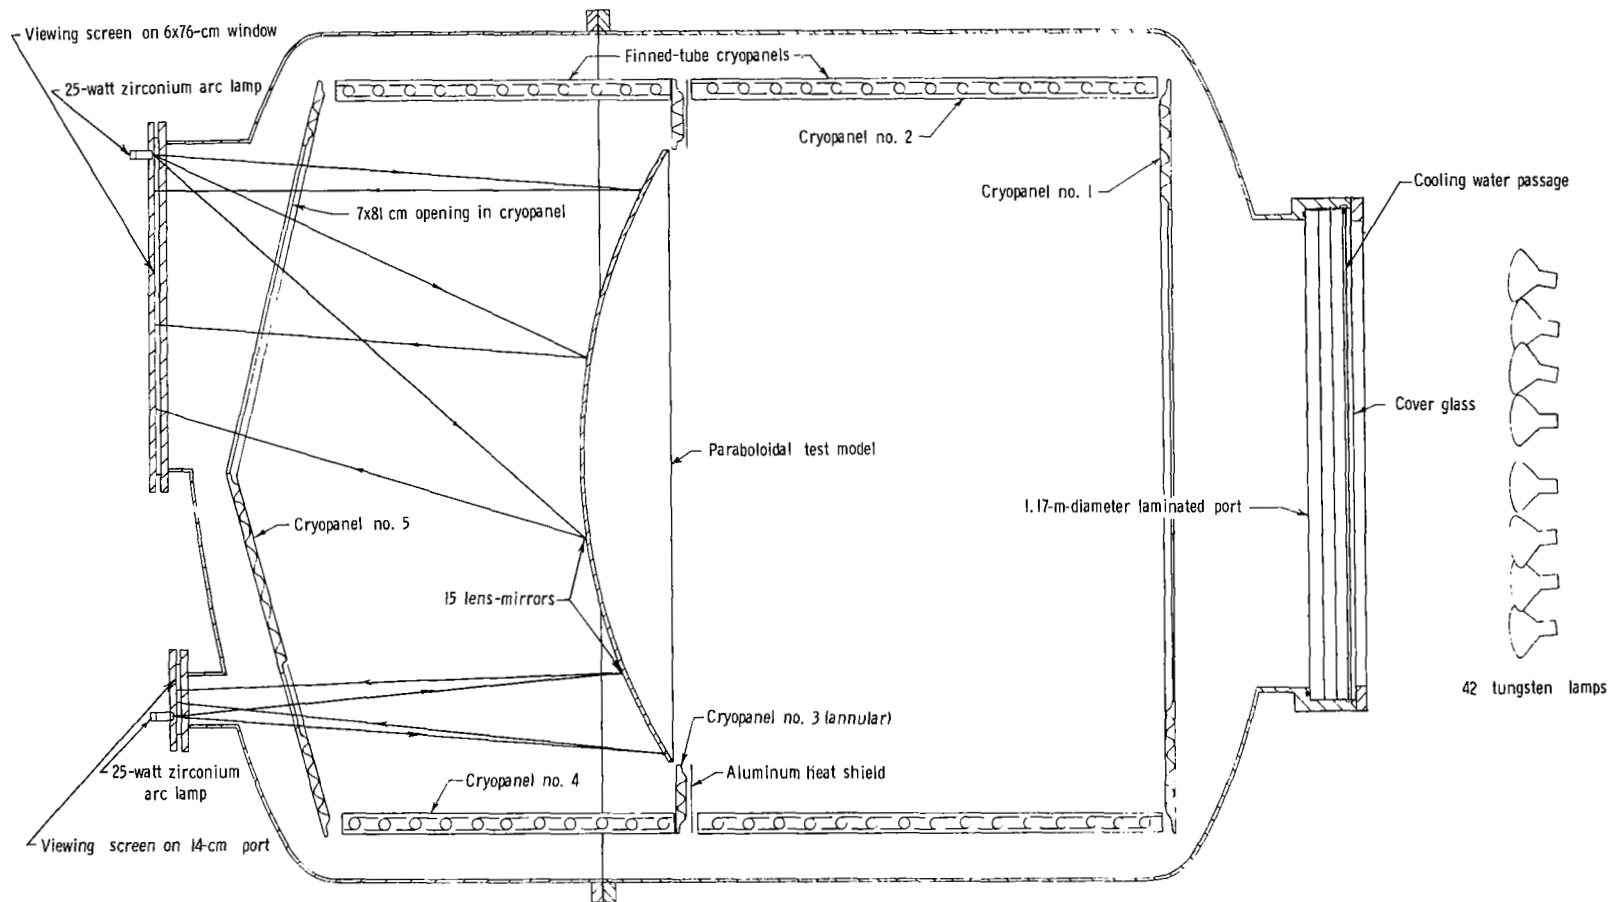 Viewing screen on 6x76-cm window
25-watt zirconium arc lamp
Finned-tube cryopanels
Cryopanel no. 2
Cryopanel no. 1
7x81 cm opening in cryopanel
Cooling water passage
Cover glass
Paraboloidal test model
1.17-m-diameter laminated port
Cryopanel no. 5
15 lens-mirrors
42 tungsten lamps
Cryopanel no. 3 (annular)
Aluminum heat shield
Cryopanel no. 4
25-watt zirconium
arc lamp
Viewing screen on 14-cm port